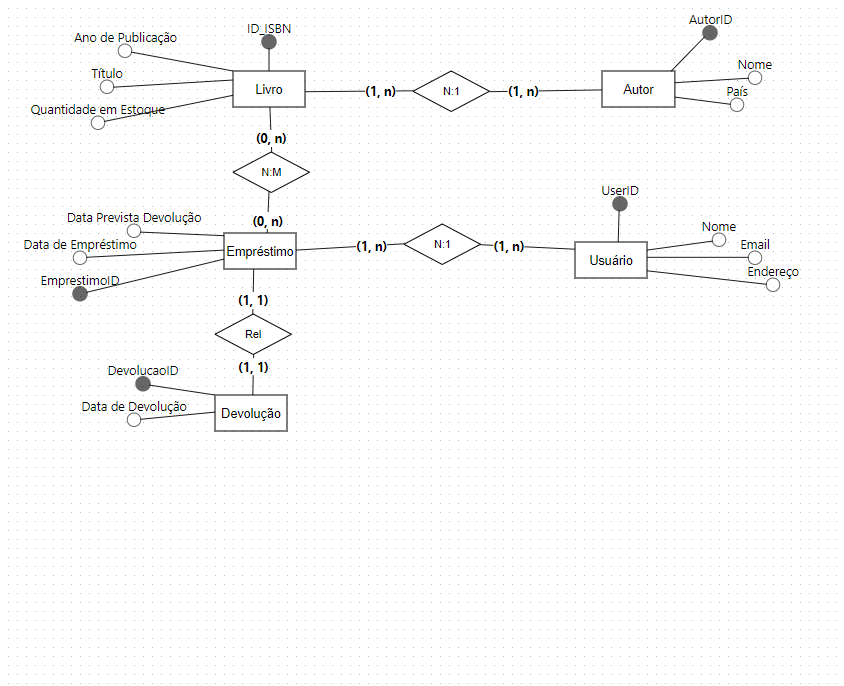 AutorID
ID_ISBN
Ano de Publicação
Nome
Título
Livro
(1, n)
N:1
(1, n)
Autor
País
Quantidade em Estoque
(0, n)
N:M
UserID
Data Prevista Devolução
(0, n)
Nome
Data de Empréstimo
Empréstimo
(1, n)
N:1
(1, n)
Usuário
Email
Endereço
EmprestimoID
(1, 1)
Rel
(1, 1)
DevolucaoID
Data de Devolução
Devolução